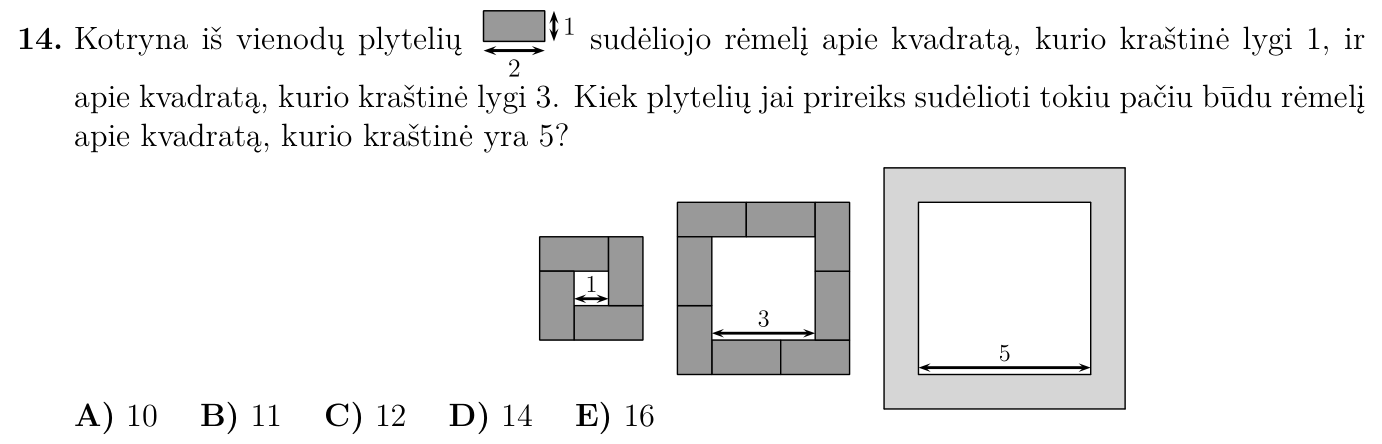 14. Kotryna iš vienodų plytelių 1 2 sudėliojo rėmelį apie kvadratą, kurio kraštinė lygi 1, ir
apie kvadratą, kurio kraštinė lygi 3. Kiek plytelių jai prireiks sudėlioti tokiu pačiu būdu rėmelį
apie kvadratą, kurio kraštinė yra 5?
1
3
5
A) 10 B) 11 C) 12 D) 14 E) 16